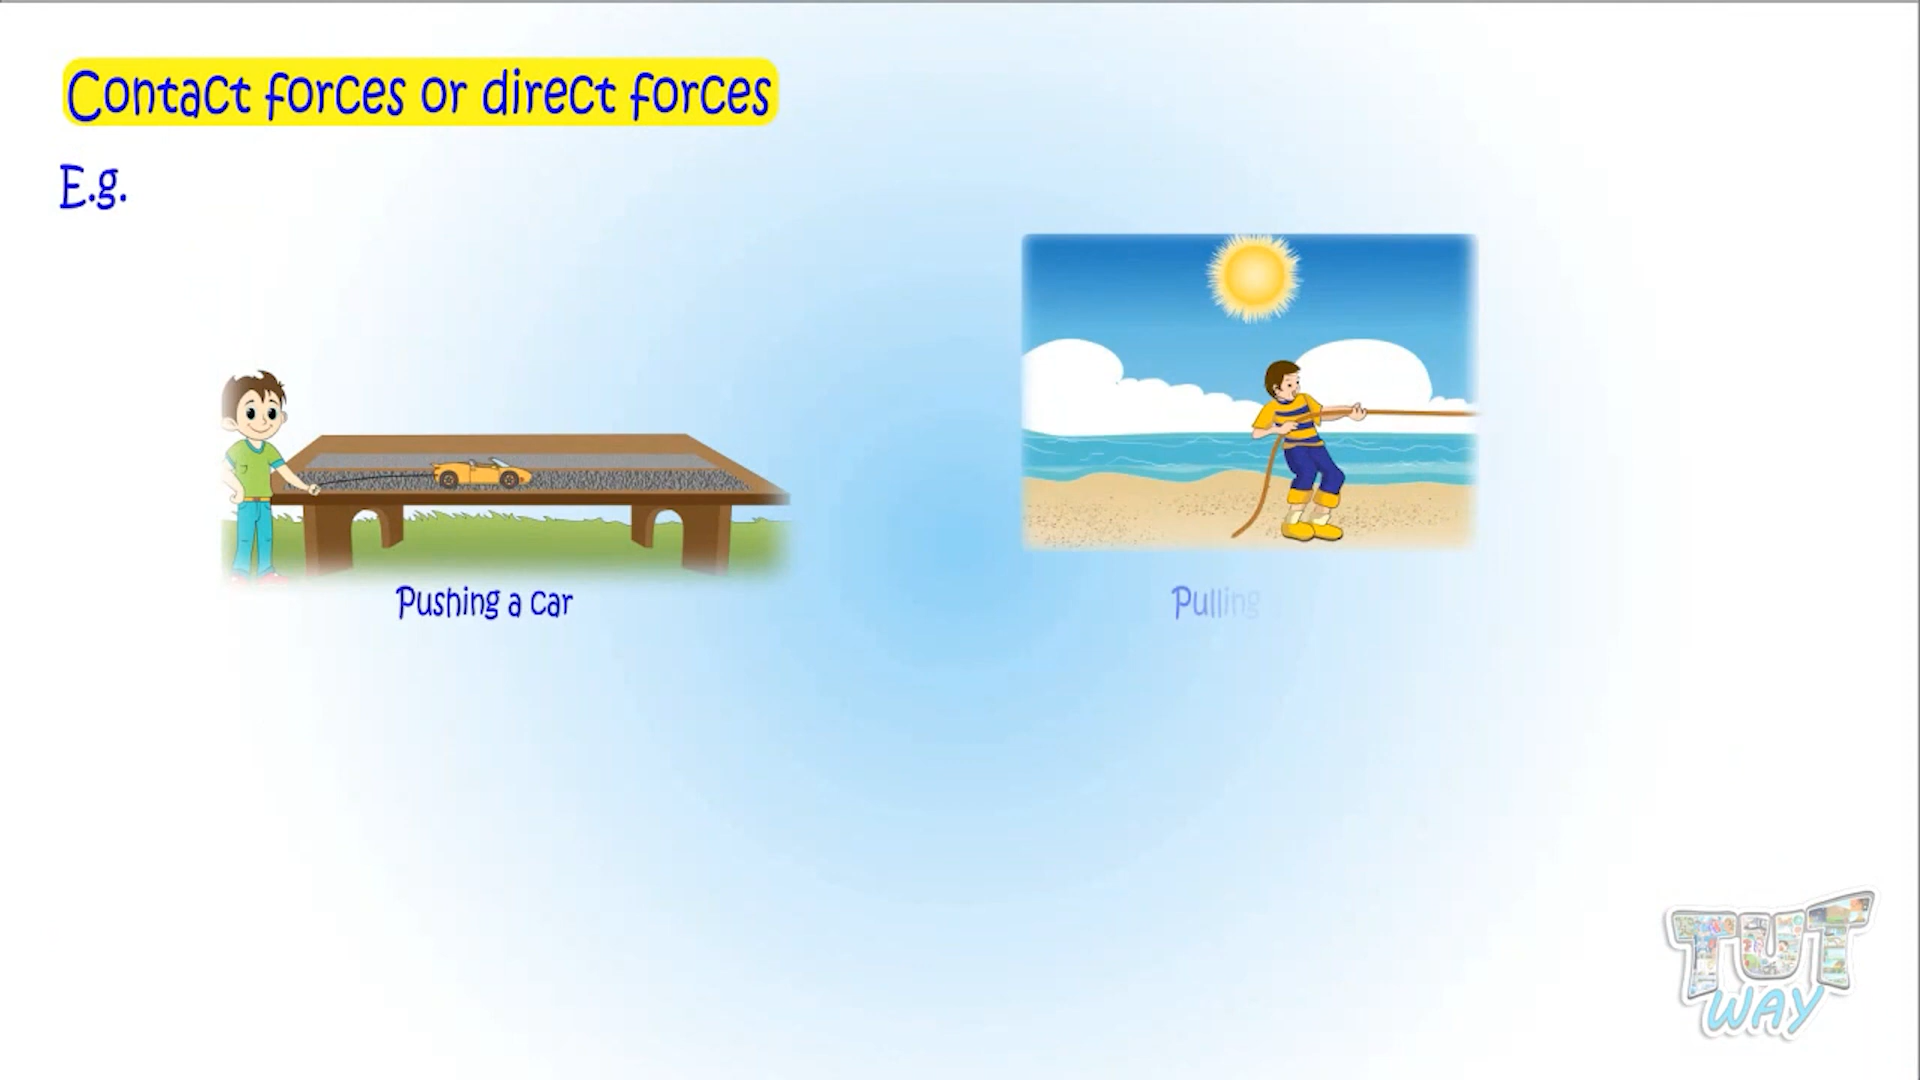 Contact forces or direct forces
E.g.
Pushing a car
Pulling
TUT
WAY